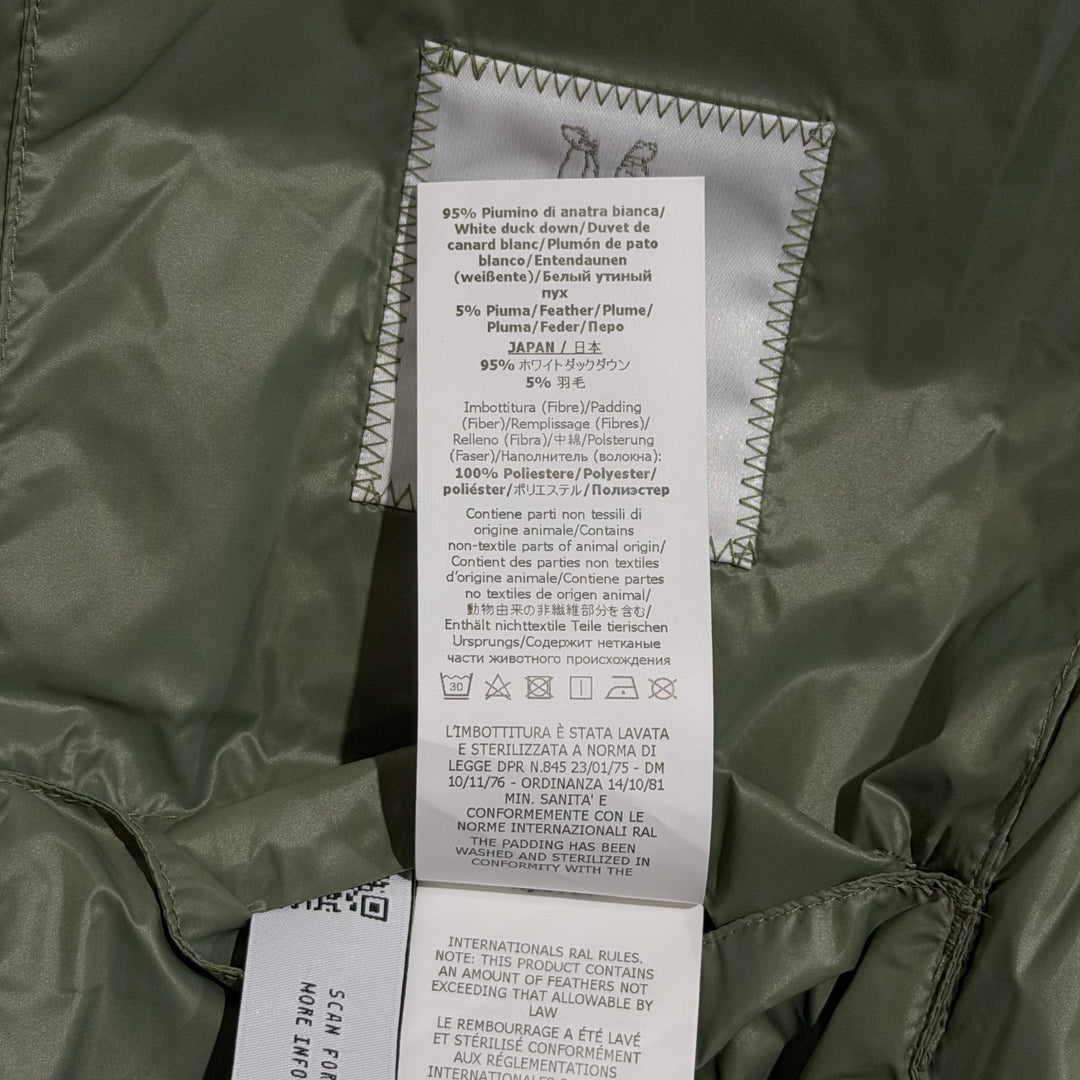 95% Piumino di anatra bianca/
White duck down/Duvet de
canard blanc/Plumón de pato
blanco/Entendaunen
(weißente)/Белый утиный
пух
5% Piuma/Feather/Plume/
Pluma/Feder/Перо
JAPAN / 日本
95% ホワイトダックダウン
5% 羽毛
Imbottitura (Fibre)/Padding
(Fiber)/Remplissage (Fibres)/
Relleno (Fibra)/中綿/Polsterung
(Faser)/Наполнитель (волокна):
100% Poliestere/Polyester/
poliéster/ポリエステル/Полиэстер
Contiene parti non tessili di
origine animale/Contains
non-textile parts of animal origin/
Contient des parties non textiles
d'origine animale/Contiene partes
no textiles de origen animal/
動物由来の非繊維部分を含む/
Enthält nichttextile Teile tierischen
Ursprungs/Содержит нетканые
части животного происхождения
30
L'IMBOTTITURA È STATA LAVATA
E STERILIZZATA A NORMA DI
LEGGE DPR N.845 23/01/75 - DM
10/11/76 - ORDINANZA 14/10/81
MIN. SANITA' E
CONFORMEMENTE CON LE
NORME INTERNAZIONALI RAL
THE PADDING HAS BEEN
WASHED AND STERILIZED IN
CONFORMITY WITH THE
INTERNATIONALS RAL RULES.
NOTE: THIS PRODUCT CONTAINS
AN AMOUNT OF FEATHERS NOT
EXCEEDING THAT ALLOWABLE BY
LAW
LE REMBOURRAGE A ÉTÉ LAVÉ
ET STÉRILISÉ CONFORMÉMENT
AUX RÉGLEMENTATIONS
INTERNATIONALES
SCAN FOR
MORE INFO